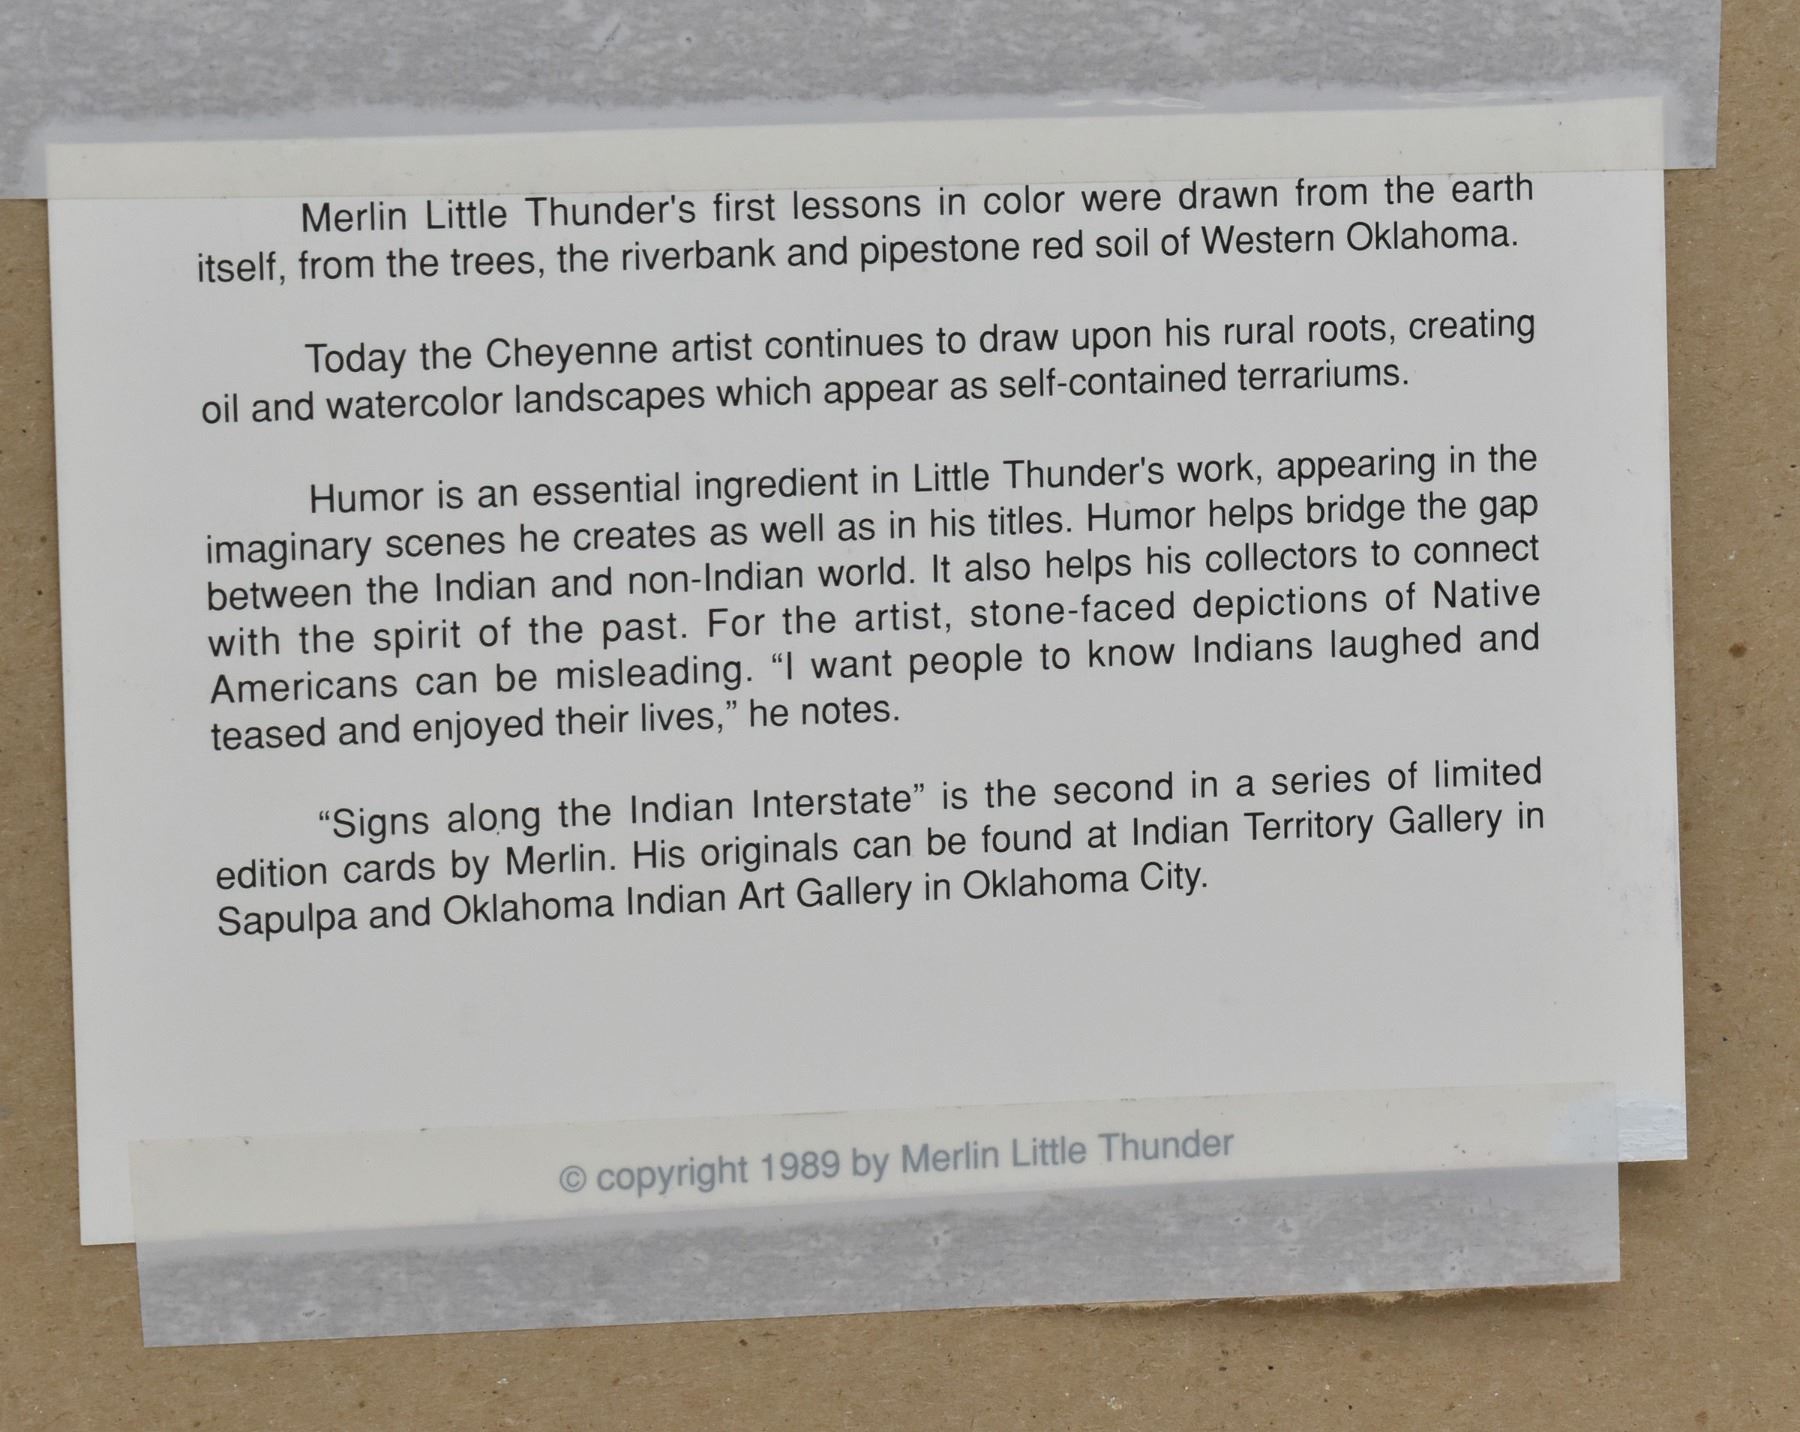 Merlin Little Thunder's first lessons in color were drawn from the earth
itself, from the trees, the riverbank and pipestone red soil of Western Oklahoma.
Today the Cheyenne artist continues to draw upon his rural roots, creating
oil and watercolor landscapes which appear as self-contained terrariums.
Humor is an essential ingredient in Little Thunder's work, appearing in the
imaginary scenes he creates as well as in his titles. Humor helps bridge the gap
between the Indian and non-Indian world. It also helps his collectors to connect
with the spirit of the past. For the artist, stone-faced depictions of Native
Americans can be misleading. “I want people to know Indians laughed and
teased and enjoyed their lives,” he notes.
“Signs along the Indian Interstate” is the second in a series of limited
edition cards by Merlin. His originals can be found at Indian Territory Gallery in
Sapulpa and Oklahoma Indian Art Gallery in Oklahoma City.
© copyright 1989 by Merlin Little Thunder